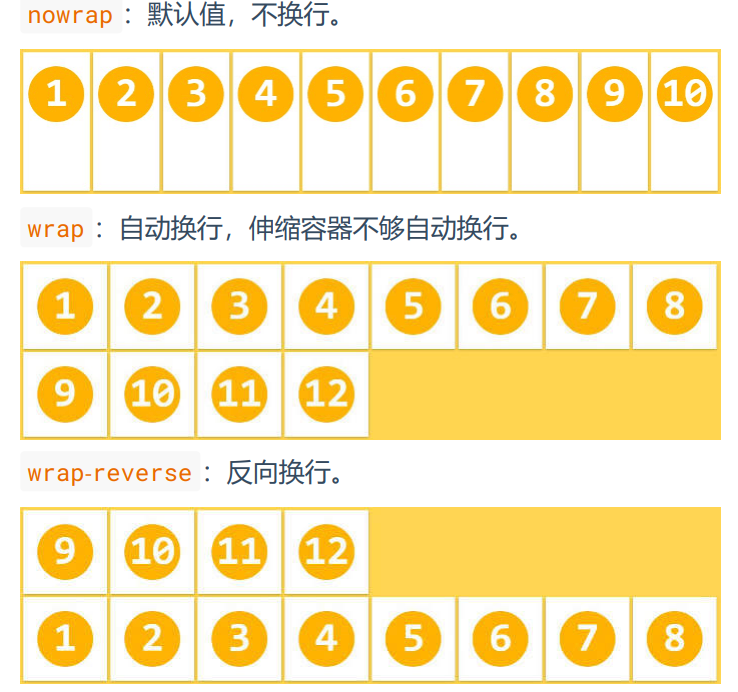 nowrap：默认值，不换行。
1 2 3 4 5 6 7 8 9 10
wrap：自动换行，伸缩容器不够自动换行。
1 2 3 4 5 6 7 8
9 10 11 12
wrap-reverse：反向换行。
9 10 11 12
1 2 3 4 5 6 7 8